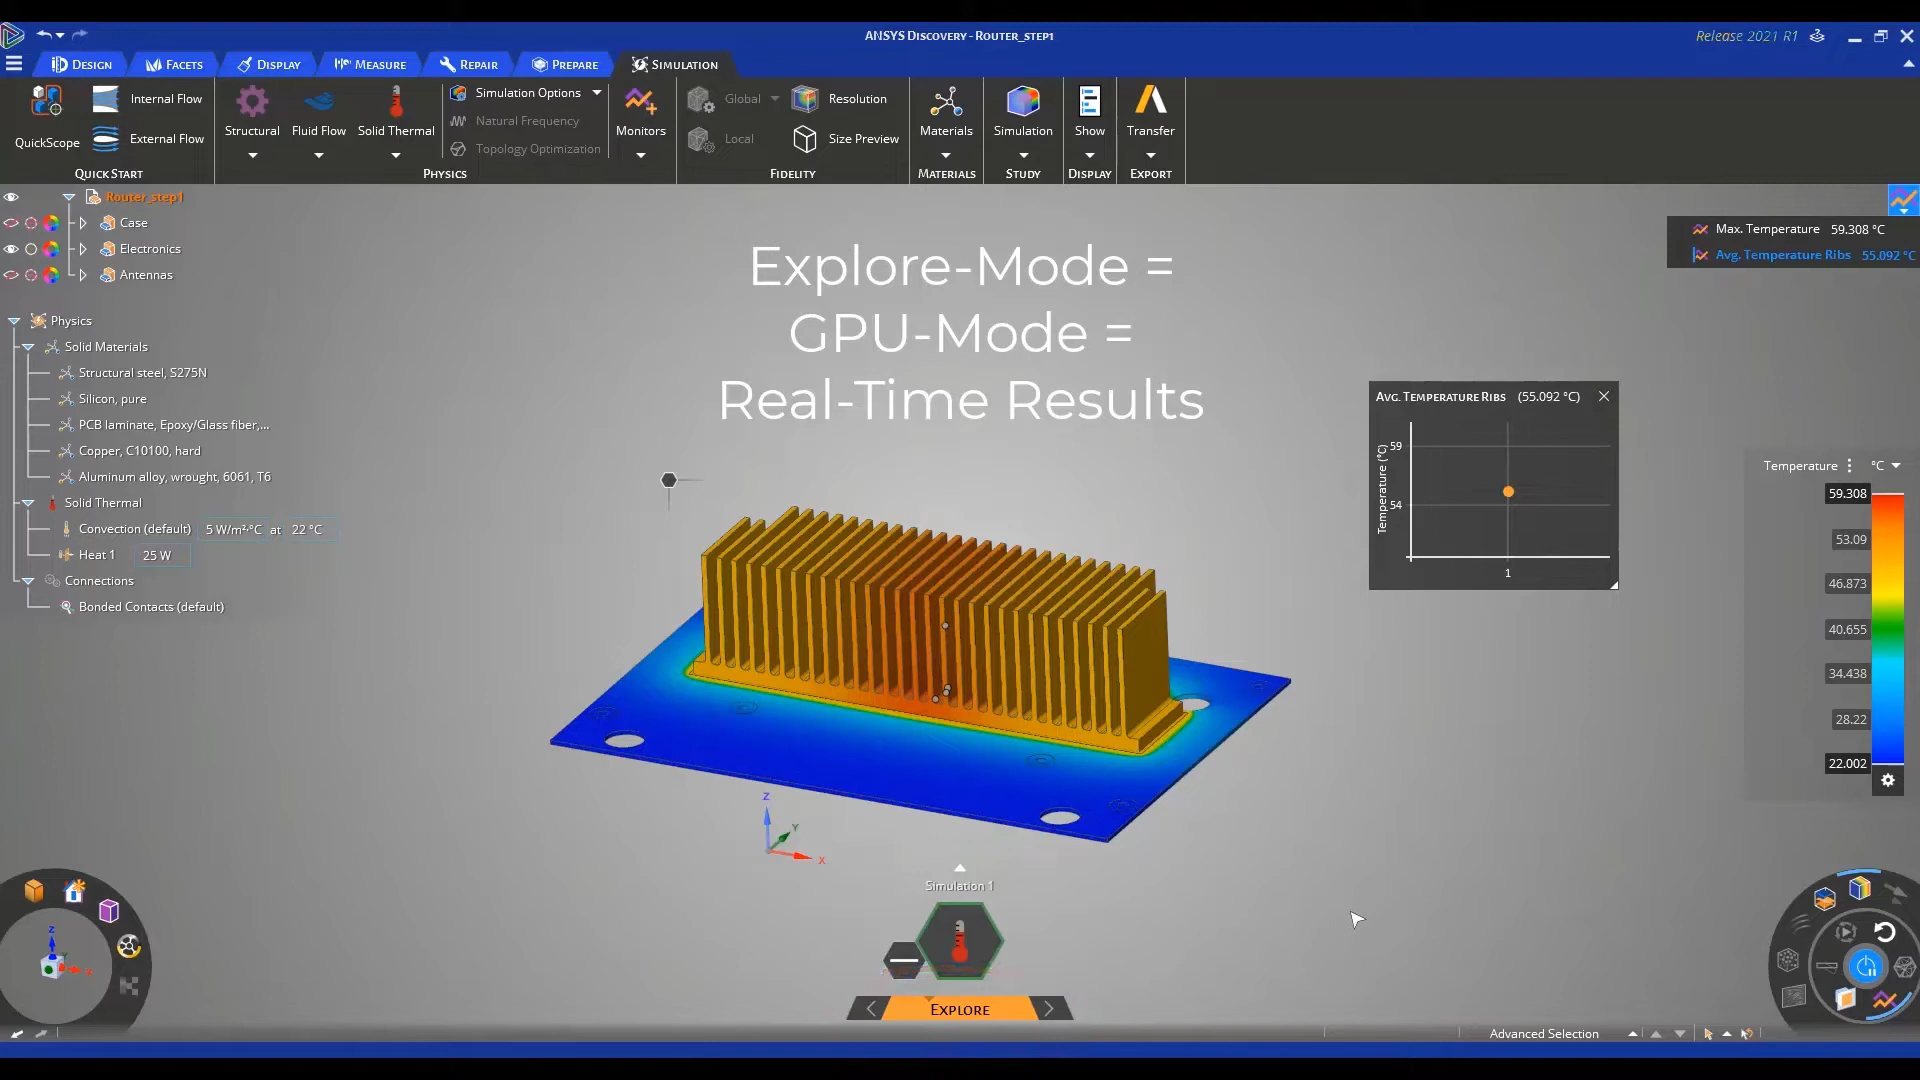 ANSYS Discovery - Router_step1
Release 2021 R1
Design
Facets
Display
Measure
Repair
Prepare
Simulation
QuickScope
Internal Flow
External Flow
Quick Start
Structural
Fluid Flow
Solid Thermal
Simulation Options
Natural Frequency
Topology Optimization
Physics
Monitors
Global
Local
Resolution
Size Preview
Fidelity
Materials
Materials
Simulation
Study
Show
Display
Transfer
Export
Router_step1
Case
Electronics
Antennas
Physics
Solid Materials
Structural steel, S275N
Silicon, pure
PCB laminate, Epoxy/Glass fiber,...
Copper, C10100, hard
Aluminum alloy, wrought, 6061, T6
Solid Thermal
Convection (default) 5 W/m²·°C at 22 °C
Heat 1 25 W
Connections
Bonded Contacts (default)
Explore-Mode =
GPU-Mode =
Real-Time Results
Max. Temperature 59.308 °C
Avg. Temperature Ribs 55.092 °C
Avg. Temperature Ribs (55.092 °C)
Temperature (°C)
59
54
1
Temperature °C
59.308
53.09
46.873
40.655
34.438
28.22
22.002
Z
Y
X
Simulation 1
Explore
Z
Advanced Selection